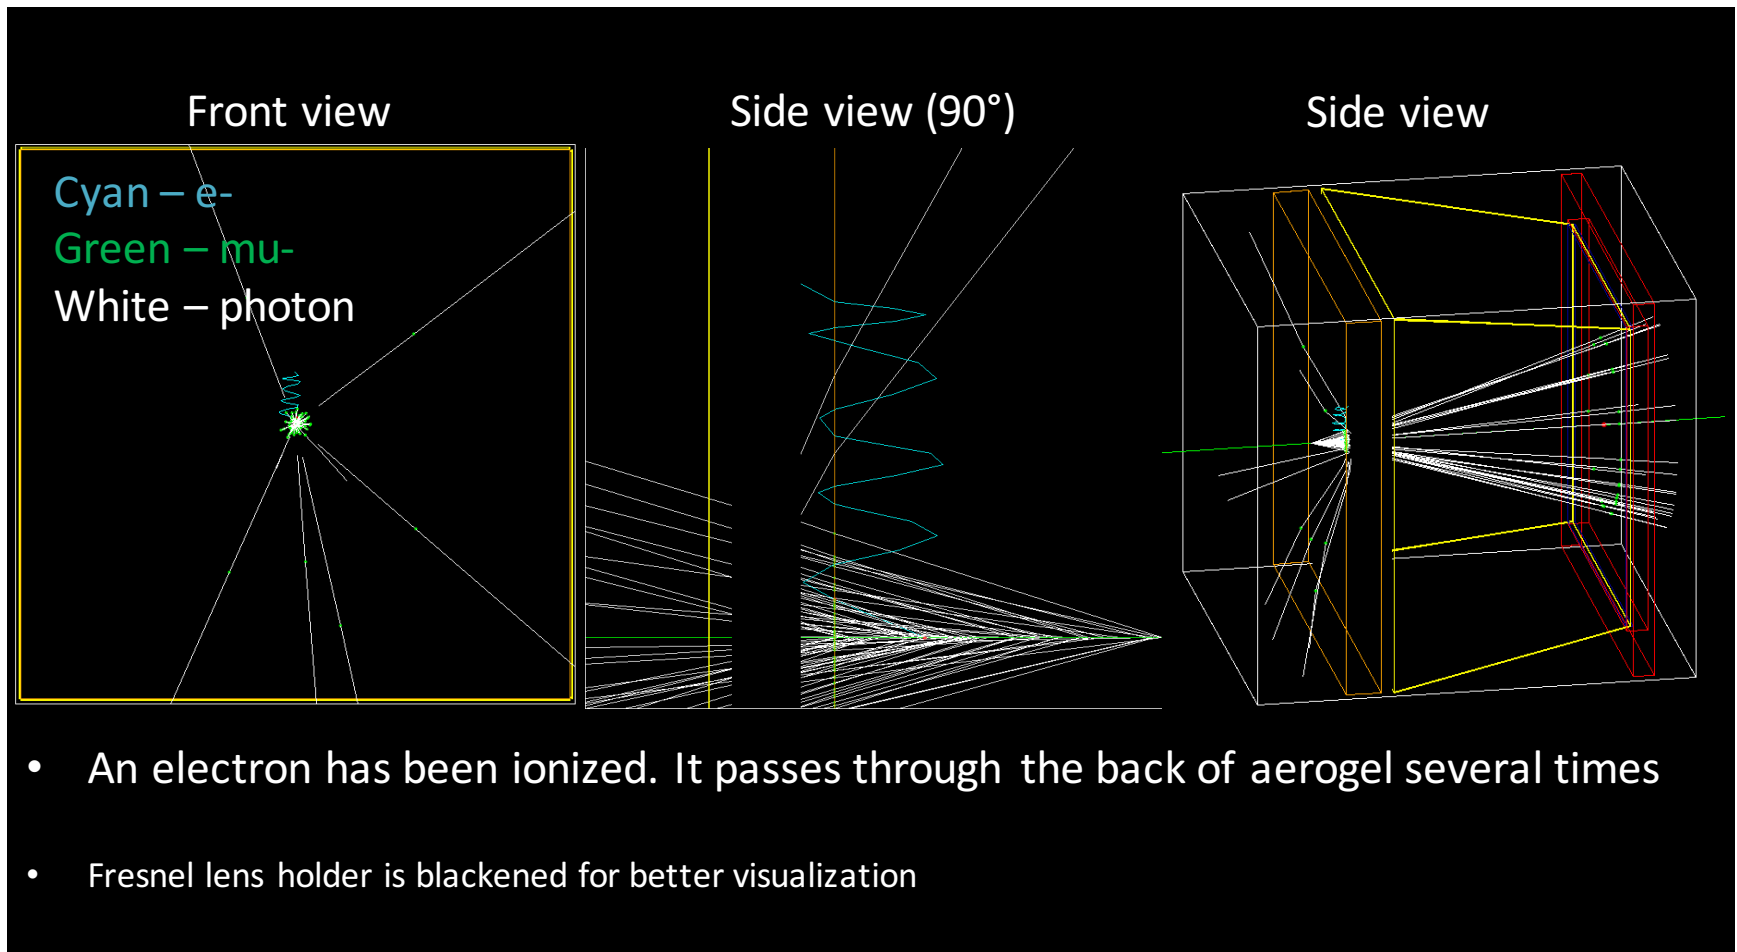 Front view
Side view (90°)
Side view
Cyan – e-
Green – mu-
White – photon
• An electron has been ionized. It passes through the back of aerogel several times
• Fresnel lens holder is blackened for better visualization